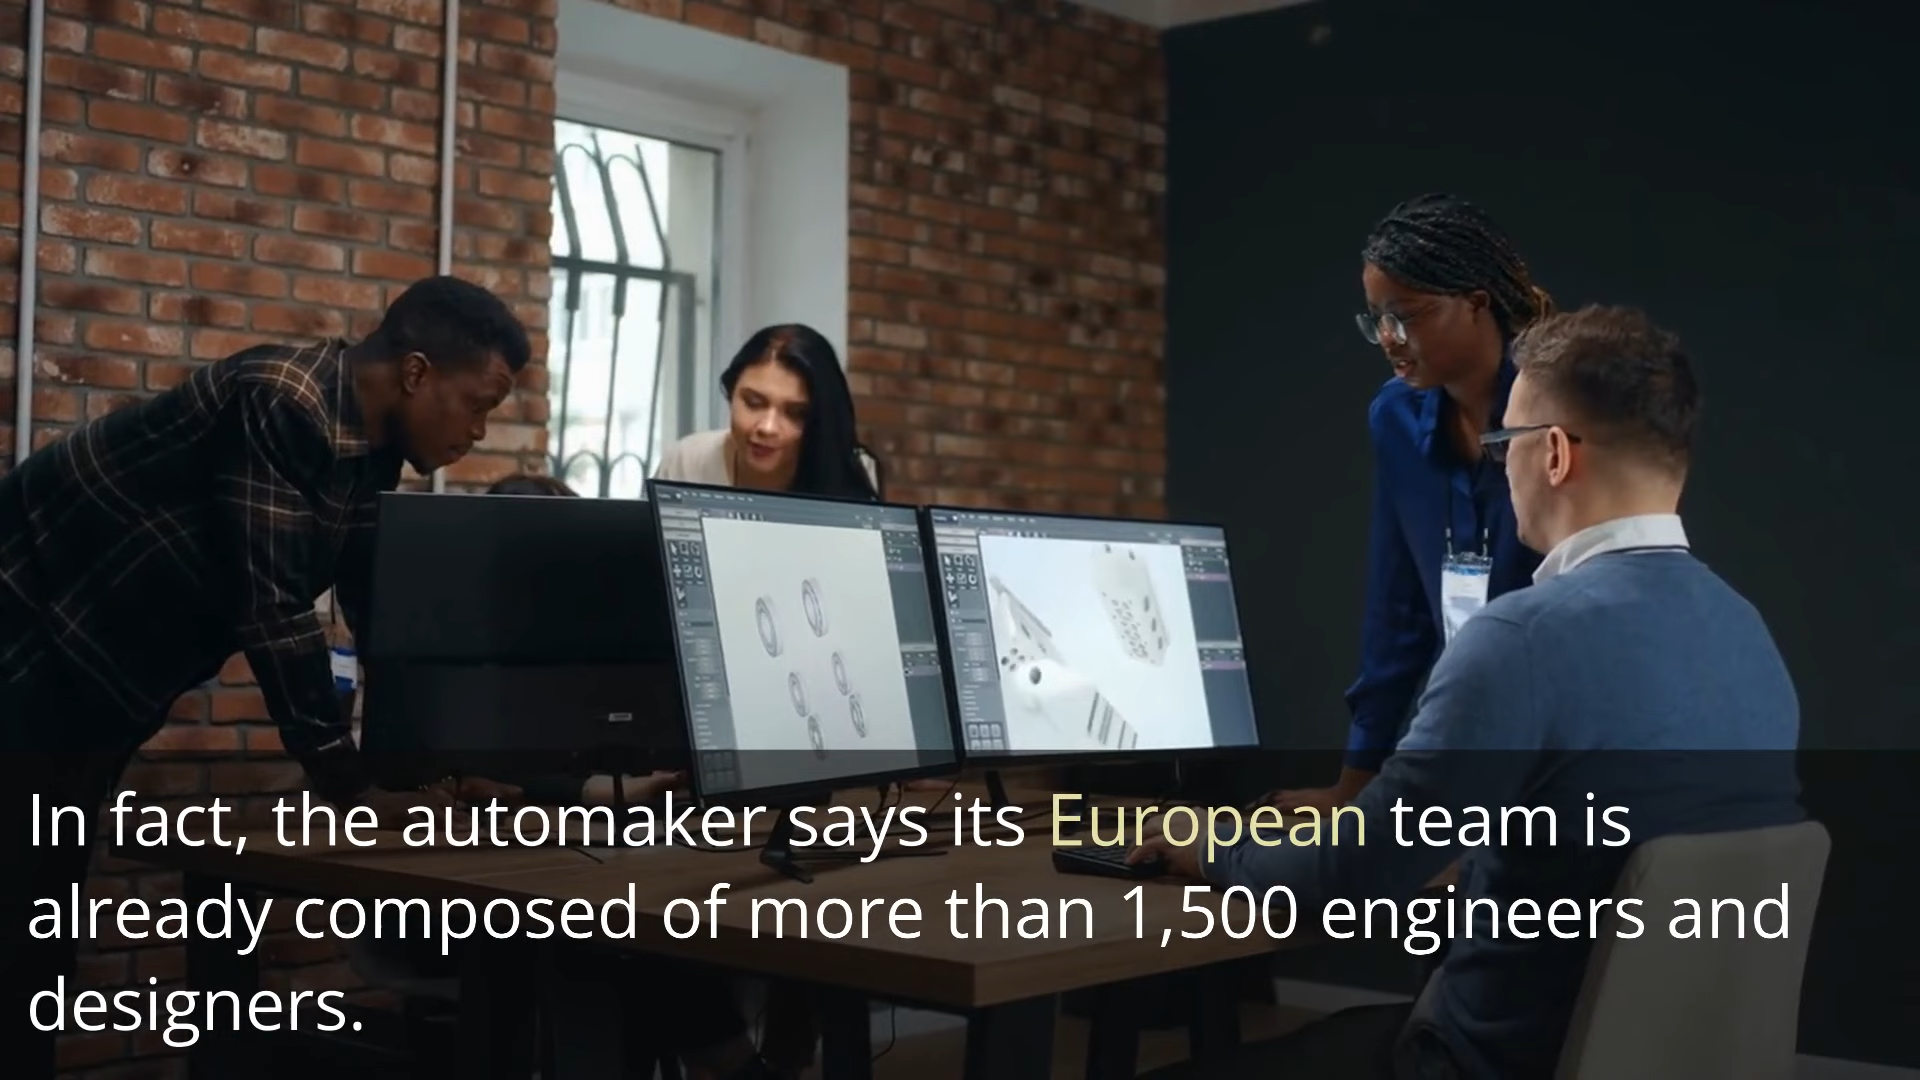 In fact, the automaker says its European team is
already composed of more than 1,500 engineers and
designers.